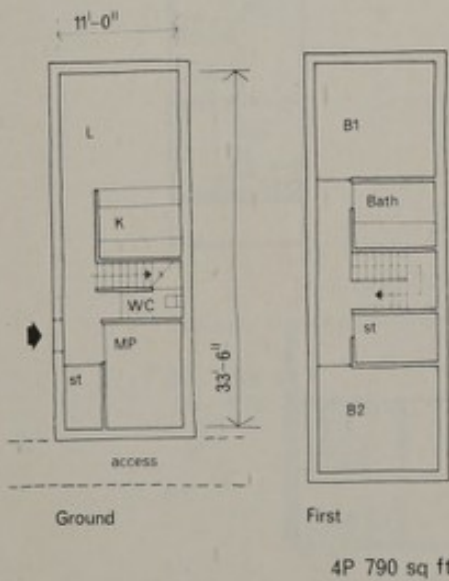 11'-0"
L
K
WC
MP
st
33'-6"
access
Ground
B1
Bath
st
B2
First
4P 790 sq ft